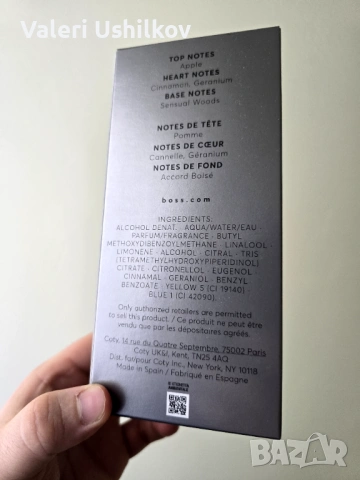 Valeri Ushilkov
TOP NOTES
Apple
HEART NOTES
Cinnamon, Geranium
BASE NOTES
Sensual Woods
NOTES DE TÊTE
Pomme
NOTES DE CŒUR
Cannelle, Géranium
NOTES DE FOND
Accord Boisé
boss.com
INGREDIENTS:
ALCOHOL DENAT. · AQUA/WATER/EAU ·
PARFUM/FRAGRANCE · BUTYL
METHOXYDIBENZOYLMETHANE · LINALOOL ·
LIMONENE · ALCOHOL · CITRAL · TRIS
(TETRAMETHYLHYDROXYPIPERIDINOL)
CITRATE · CITRONELLOL · EUGENOL ·
CINNAMAL · GERANIOL · BENZYL
BENZOATE · YELLOW 5 (CI 19140) ·
BLUE 1 (CI 42090).
Only authorized retailers are permitted
to sell this product. / Ce produit ne peut être
vendu que par les dépositaires agréés.
Coty, 14 rue du Quatre Septembre, 75002 Paris
Coty UK&I, Kent, TN25 4AQ
Dist. by/par Coty Inc., New York, NY 10118
Made in Spain / Fabriqué en Espagne
bazar